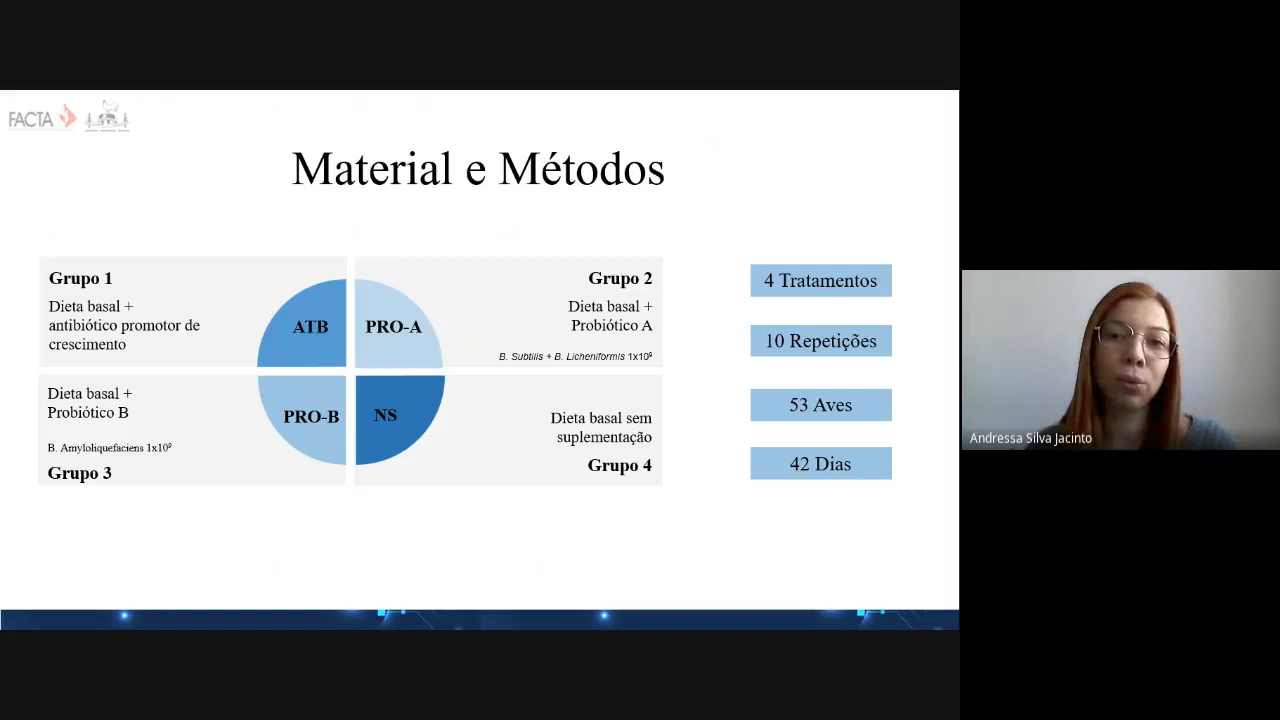 FACTA
Material e Métodos
Grupo 1
Dieta basal +
antibiótico promotor de
crescimento
ATB
Grupo 2
Dieta basal +
Probiótico A
B. Subtilis + B. Licheniformis 1x10⁹
PRO-A
Dieta basal +
Probiótico B
B. Amyloliquefaciens 1x10⁹
Grupo 3
PRO-B
NS
Dieta basal sem
suplementação
Grupo 4
4 Tratamentos
10 Repetições
53 Aves
42 Dias
Andressa Silva Jacinto